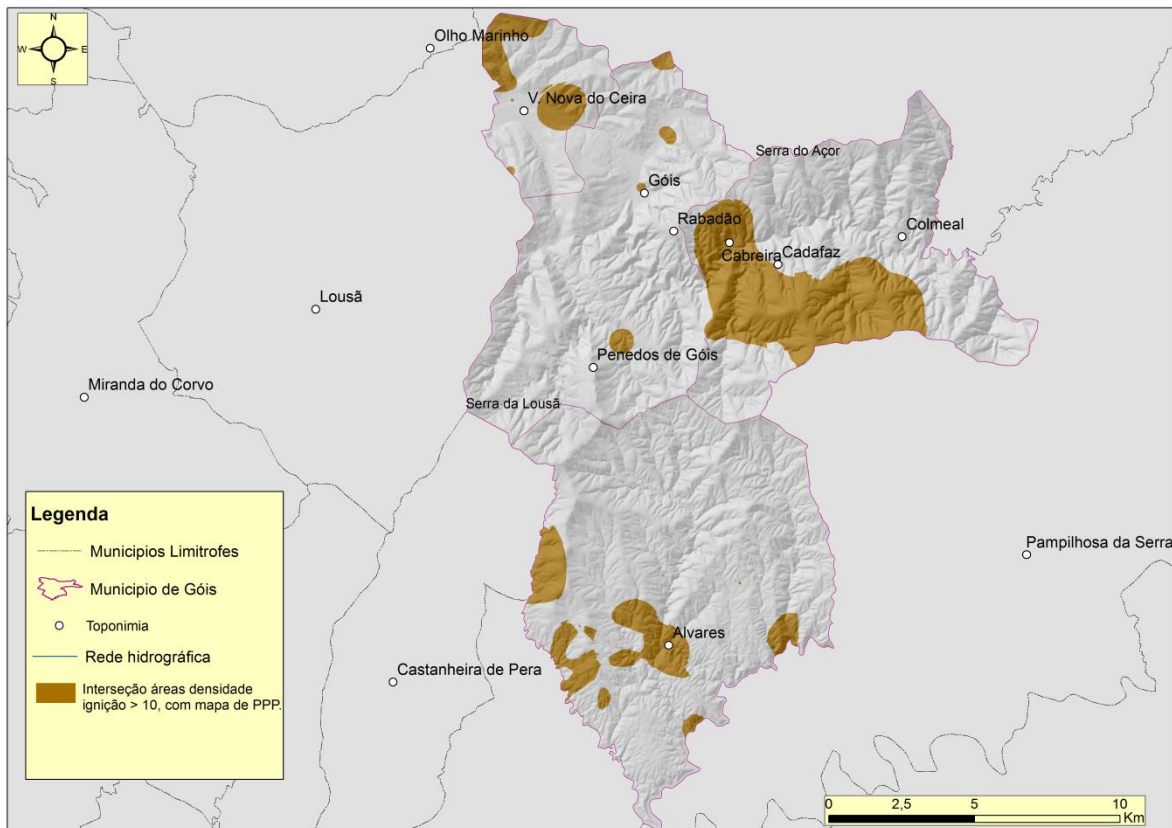 N
W
E
S
Olho Marinho
V. Nova do Ceira
Serra do Açor
Góis
Rabadão
Colmeal
Cabreira
Cadafaz
Lousã
Penedos de Góis
Miranda do Corvo
Serra da Lousã
Pampilhosa da Serra
Alvares
Castanheira de Pera
Legenda
Municipios Limitrofes
Municipio de Góis
Toponimia
Rede hidrográfica
Interseção áreas densidade
ignição > 10, com mapa de PPP.
0 2,5 5 10
Km